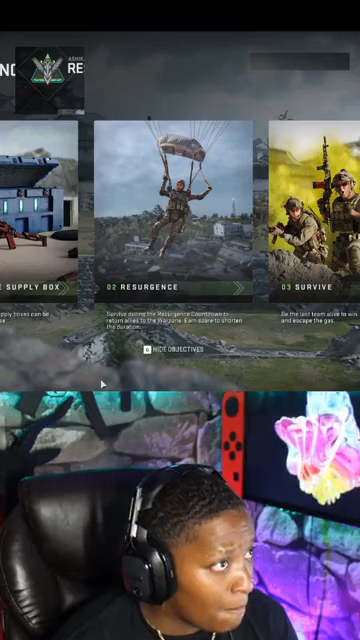 ASHIK
RE
SUPPLY BOX
02 RESURGENCE
03 SURVIVE
supply boxes can be
Survive during the Resurgence Countdown to
return allies to the Warzone. Earn score to shorten
the duration.
Be the last team alive to win
and escape the gas.
HIDE OBJECTIVES